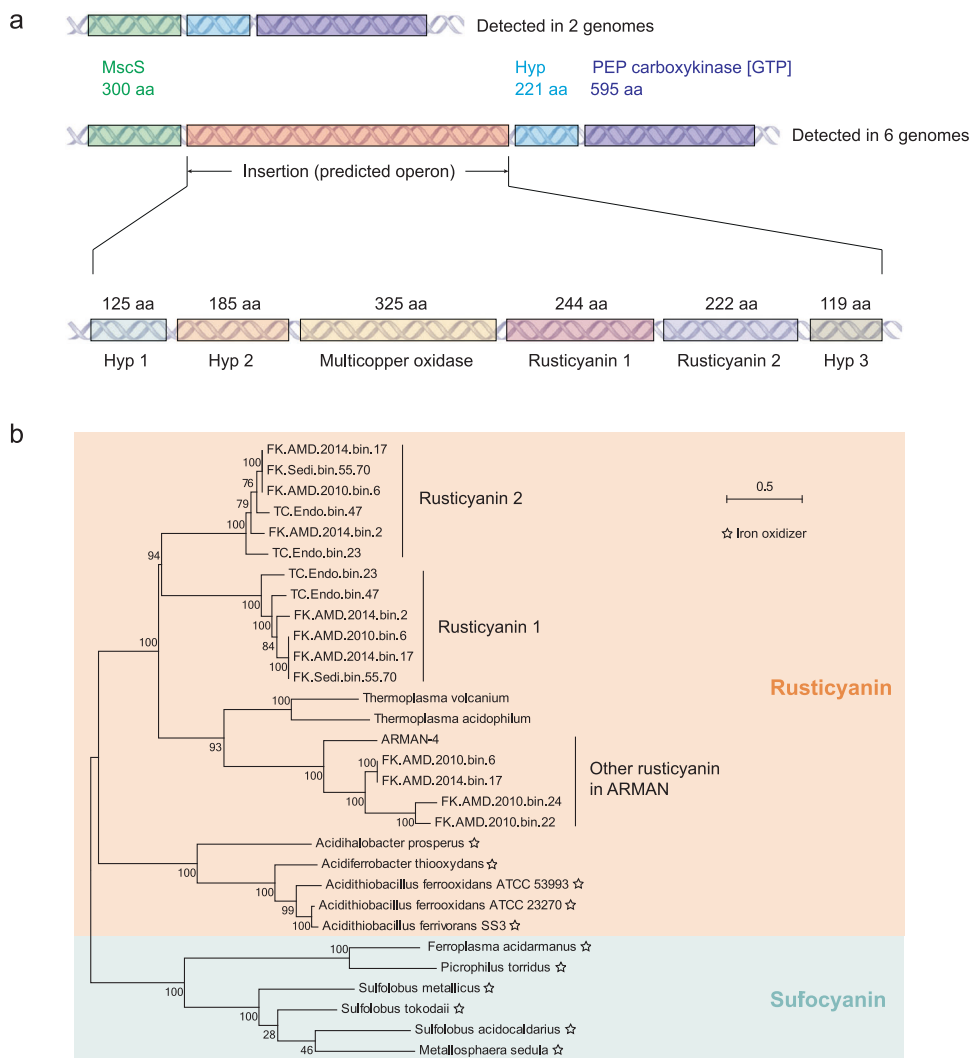 a
Detected in 2 genomes
MscS
300 aa
Hyp
221 aa
PEP carboxykinase [GTP]
595 aa
Detected in 6 genomes
Insertion (predicted operon)
125 aa 185 aa 325 aa 244 aa 222 aa 119 aa
Hyp 1 Hyp 2 Multicopper oxidase Rusticyanin 1 Rusticyanin 2 Hyp 3
b
FK.AMD.2014.bin.17
100
FK.Sedi.bin.55.70
76
FK.AMD.2010.bin.6
79
TC.Endo.bin.47
100
FK.AMD.2014.bin.2
TC.Endo.bin.23
Rusticyanin 2
0.5
☆ Iron oxidizer
94
TC.Endo.bin.23
TC.Endo.bin.47
100
FK.AMD.2014.bin.2
100
FK.AMD.2010.bin.6
84
FK.AMD.2014.bin.17
100
FK.Sedi.bin.55.70
Rusticyanin 1
100
Rusticyanin
Thermoplasma volcanium
100
Thermoplasma acidophilum
93
ARMAN-4
100
FK.AMD.2010.bin.6
100
FK.AMD.2014.bin.17
100
FK.AMD.2010.bin.24
100
FK.AMD.2010.bin.22
Other rusticyanin
in ARMAN
Acidihalobacter prosperus ☆
100
Acidiferrobacter thiooxydans ☆
100
Acidithiobacillus ferrooxidans ATCC 53993 ☆
99
Acidithiobacillus ferrooxidans ATCC 23270 ☆
100
Acidithiobacillus ferrivorans SS3 ☆
Ferroplasma acidarmanus ☆
100
Picrophilus torridus ☆
100
Sulfolobus metallicus ☆
100
Sulfolobus tokodaii ☆
28
Sulfolobus acidocaldarius ☆
46
Metallosphaera sedula ☆
Sufocyanin